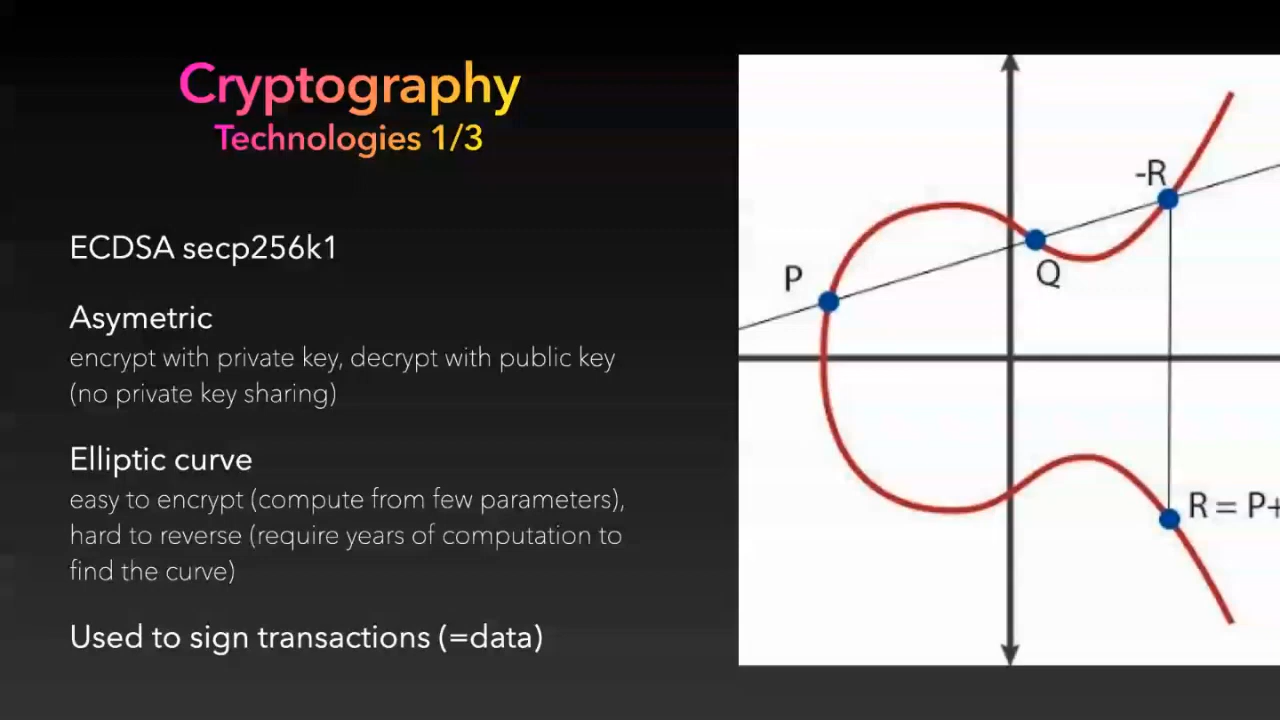 Cryptography
Technologies 1/3
ECDSA secp256k1
Asymetric
encrypt with private key, decrypt with public key
(no private key sharing)
Elliptic curve
easy to encrypt (compute from few parameters),
hard to reverse (require years of computation to
find the curve)
Used to sign transactions (=data)
-R
Q
P
R = P+